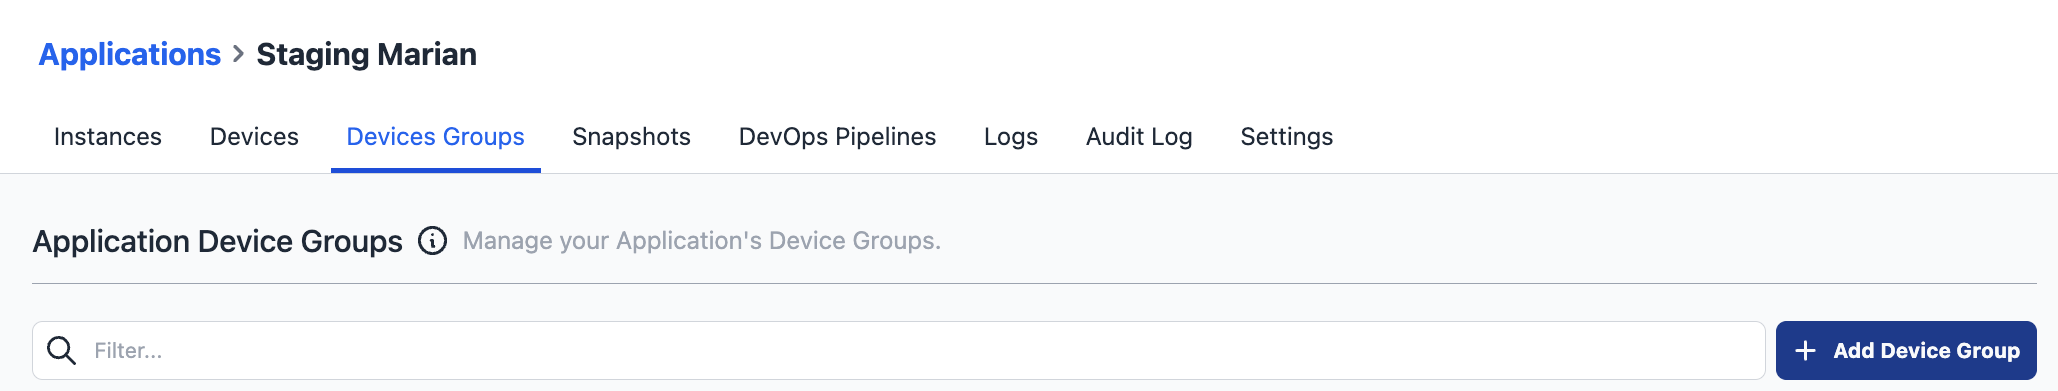 Applications > Staging Marian
Instances Devices Devices Groups Snapshots DevOps Pipelines Logs Audit Log Settings
Application Device Groups Manage your Application's Device Groups.
Filter... + Add Device Group